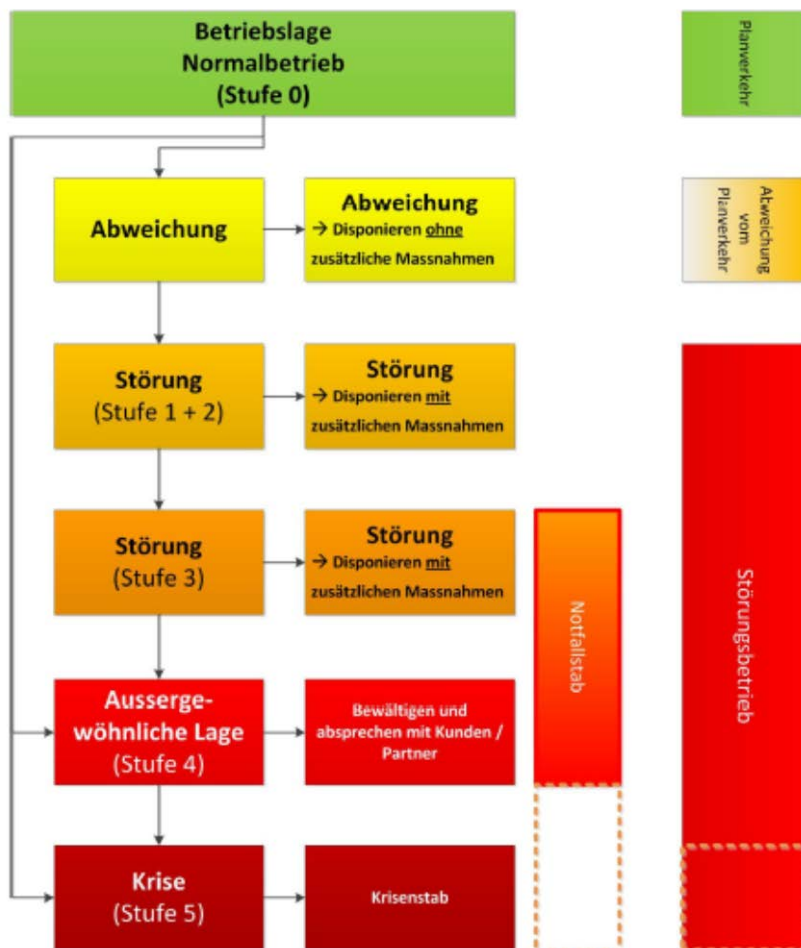 Betriebslage
Normalbetrieb
(Stufe 0)
Planverkehr
Abweichung
Abweichung
→ Disponieren ohne
zusätzliche Massnahmen
Abweichung
vom
Planverkehr
Störung
(Stufe 1 + 2)
Störung
→ Disponieren mit
zusätzlichen Massnahmen
Störung
(Stufe 3)
Störung
→ Disponieren mit
zusätzlichen Massnahmen
Notfallstab
Störungsbetrieb
Ausserge-
wöhnliche Lage
(Stufe 4)
Bewältigen und
absprechen mit Kunden /
Partner
Krise
(Stufe 5)
Krisenstab